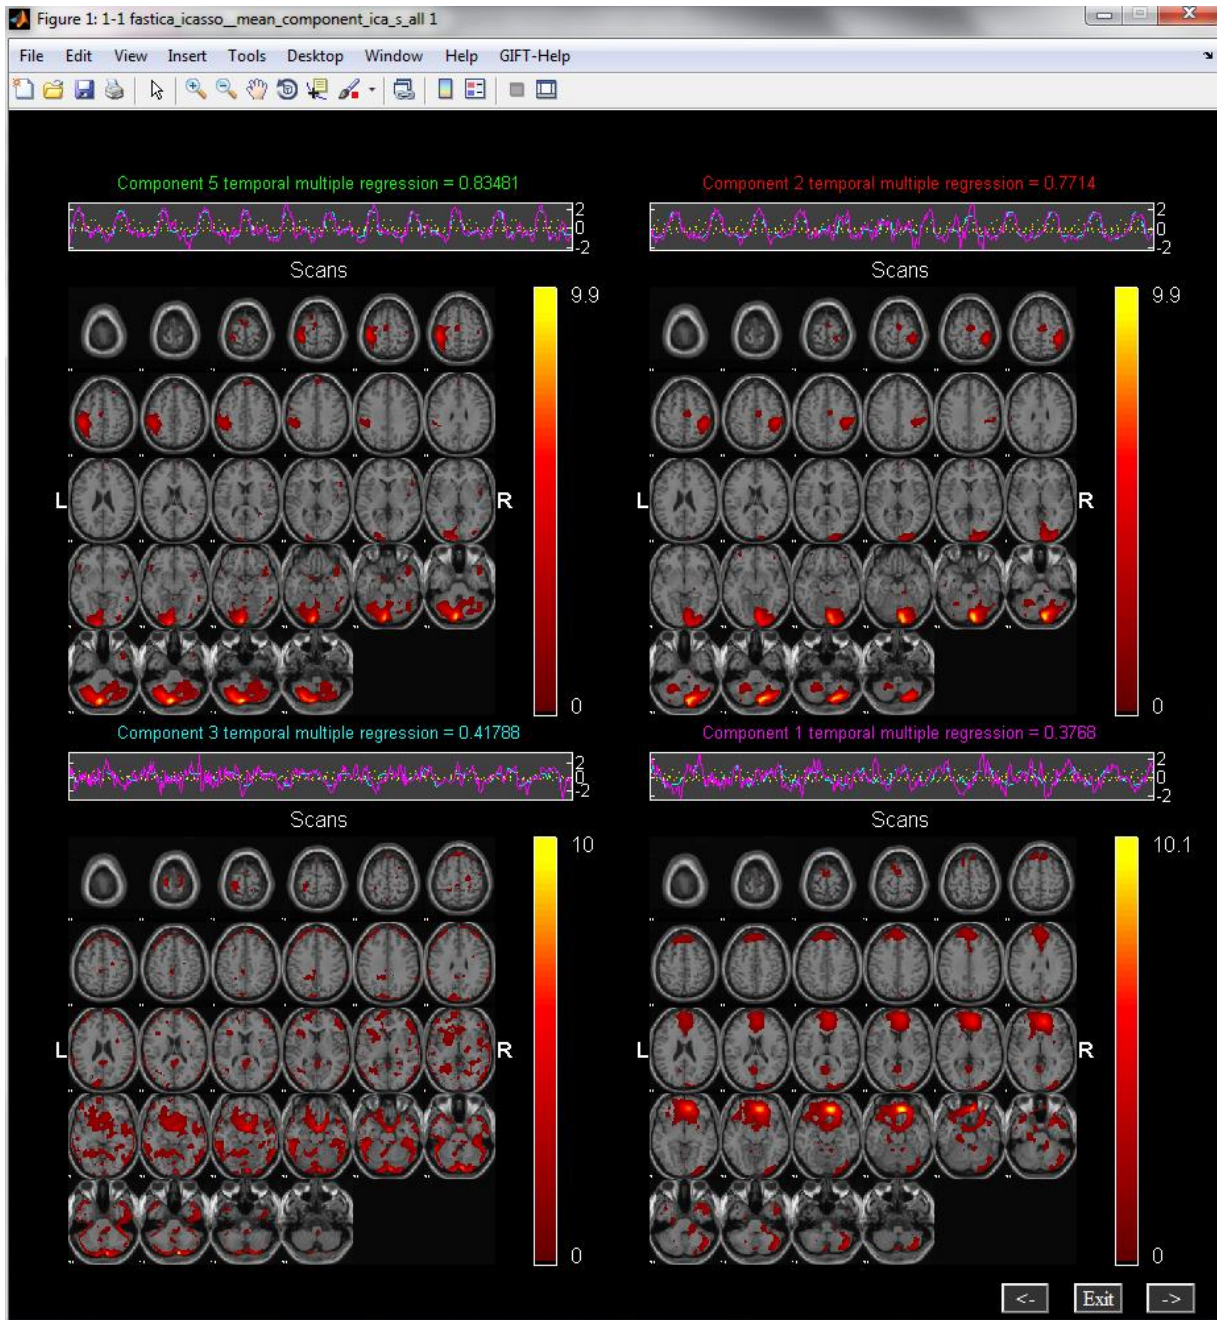 Figure 1: 1-1 fastica_icasso__mean_component_ica_s_all 1
File Edit View Insert Tools Desktop Window Help GIFT-Help
Component 5 temporal multiple regression = 0.83481
2
0
-2
Scans
9.9
L
R
0
Component 2 temporal multiple regression = 0.7714
2
0
-2
Scans
9.9
L
R
0
Component 3 temporal multiple regression = 0.41788
2
0
-2
Scans
10
L
R
0
Component 1 temporal multiple regression = 0.3768
2
0
-2
Scans
10.1
L
R
0
<- Exit ->